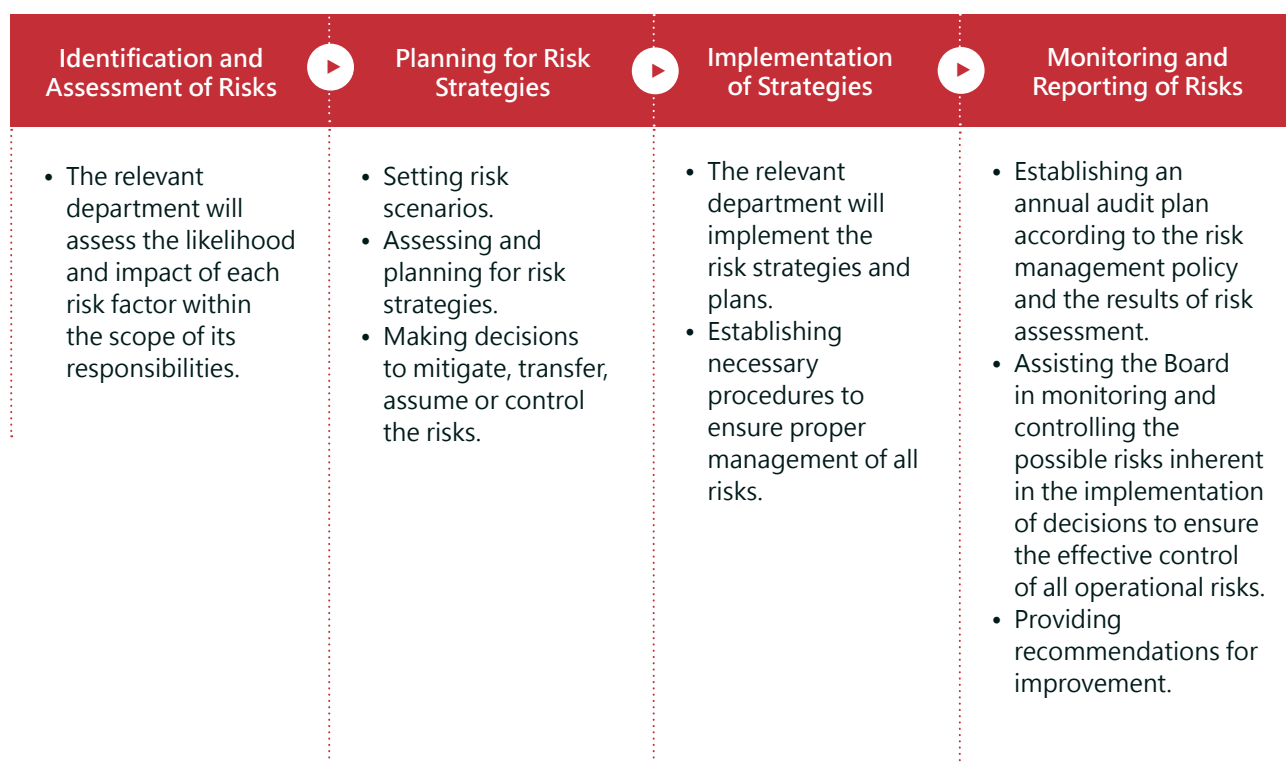 Identification and
Assessment of Risks
Planning for Risk
Strategies
Implementation
of Strategies
Monitoring and
Reporting of Risks
• The relevant
department will
assess the likelihood
and impact of each
risk factor within
the scope of its
responsibilities.
• Setting risk
scenarios.
• Assessing and
planning for risk
strategies.
• Making decisions
to mitigate, transfer,
assume or control
the risks.
• The relevant
department will
implement the
risk strategies and
plans.
• Establishing
necessary
procedures to
ensure proper
management of all
risks.
• Establishing an
annual audit plan
according to the risk
management policy
and the results of risk
assessment.
• Assisting the Board
in monitoring and
controlling the
possible risks inherent
in the implementation
of decisions to ensure
the effective control
of all operational risks.
• Providing
recommendations for
improvement.